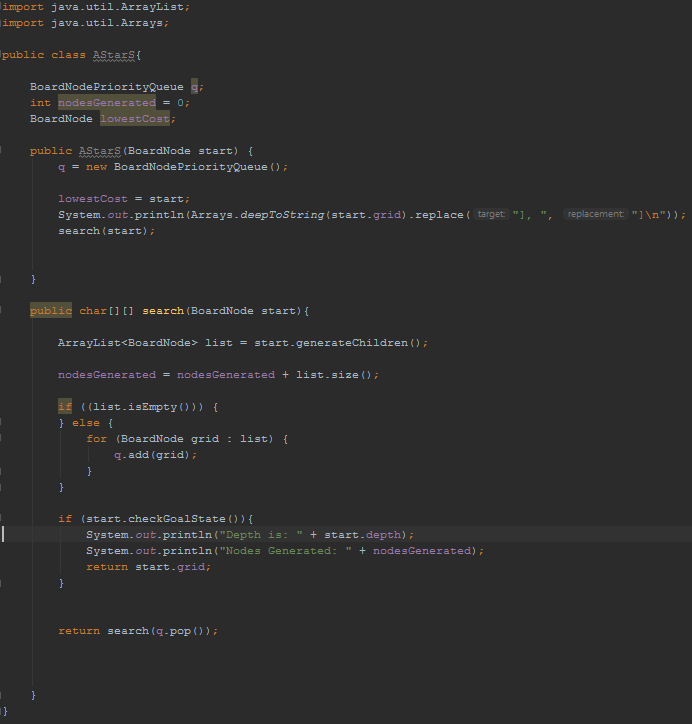 import java.util.ArrayList;
import java.util.Arrays;
public class AStarS{
BoardNodePriorityQueue q;
int nodesGenerated = 0;
BoardNode lowestCost;
public AStarS(BoardNode start) {
q = new BoardNodePriorityQueue();
lowestCost = start;
System.out.println(Arrays.deepToString(start.grid).replace( target: "], ", replacement: "]\n"));
search(start);
}
public char[][] search(BoardNode start){
ArrayList<BoardNode> list = start.generateChildren();
nodesGenerated = nodesGenerated + list.size();
if ((list.isEmpty())) {
} else {
for (BoardNode grid : list) {
q.add(grid);
}
}
if (start.checkGoalState()){
System.out.println("Depth is: " + start.depth);
System.out.println("Nodes Generated: " + nodesGenerated);
return start.grid;
}
return search(q.pop());
}
}